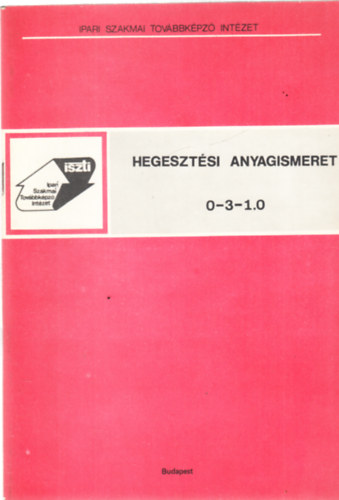 IPARI SZAKMAI TOVÁBBKÉPZŐ INTÉZET
iszti
Ipari
Szakmai
Továbbképző
Intézet
HEGESZTÉSI ANYAGISMERET
0-3-1.0
Budapest